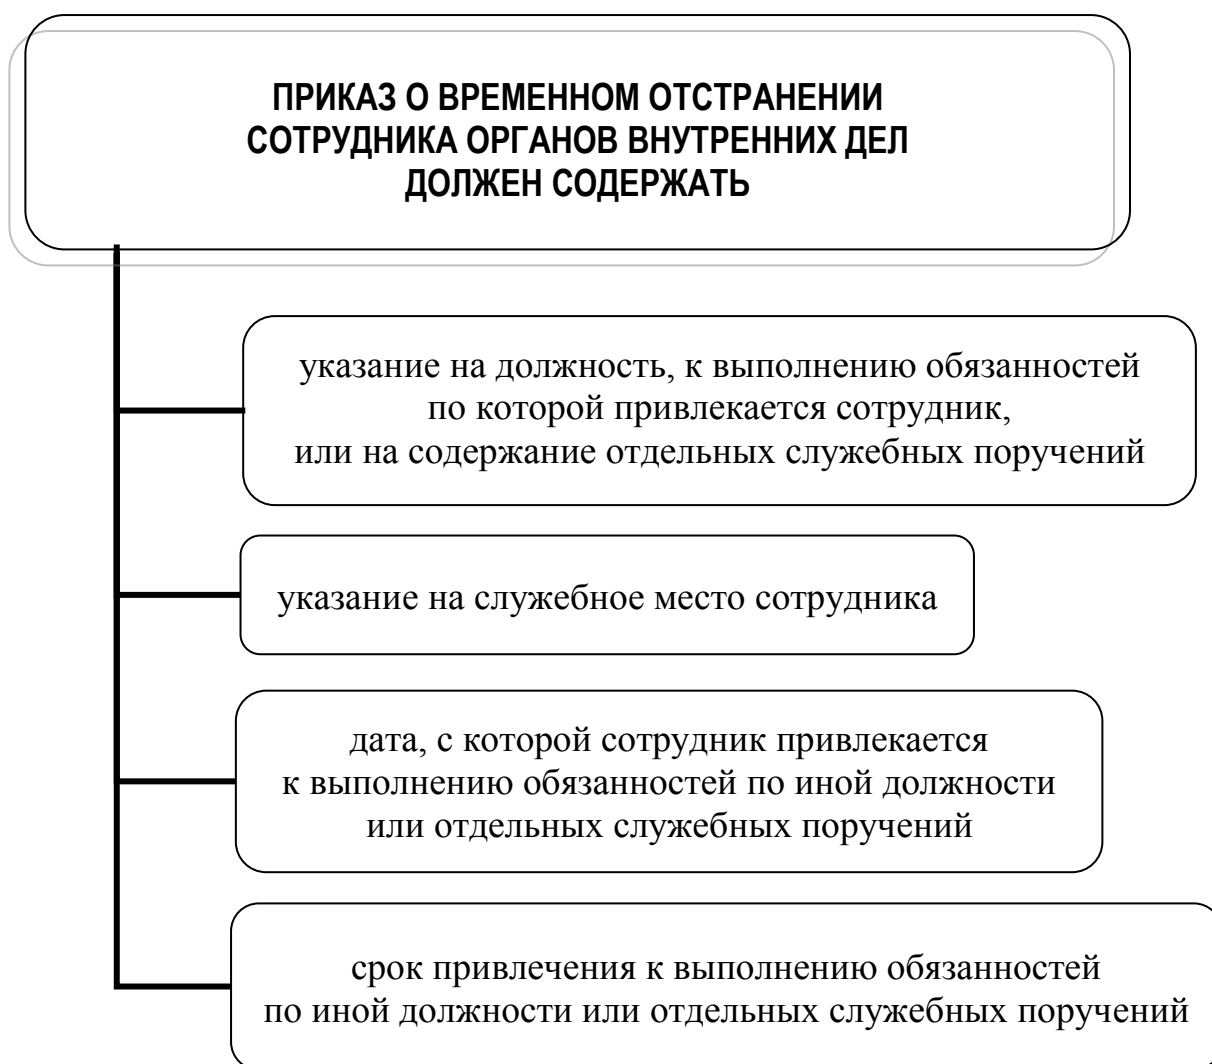 ПРИКАЗ О ВРЕМЕННОМ ОТСТРАНЕНИИ
СОТРУДНИКА ОРГАНОВ ВНУТРЕННИХ ДЕЛ
ДОЛЖЕН СОДЕРЖАТЬ
указание на должность, к выполнению обязанностей
по которой привлекается сотрудник,
или на содержание отдельных служебных поручений
указание на служебное место сотрудника
дата, с которой сотрудник привлекается
к выполнению обязанностей по иной должности
или отдельных служебных поручений
срок привлечения к выполнению обязанностей
по иной должности или отдельных служебных поручений